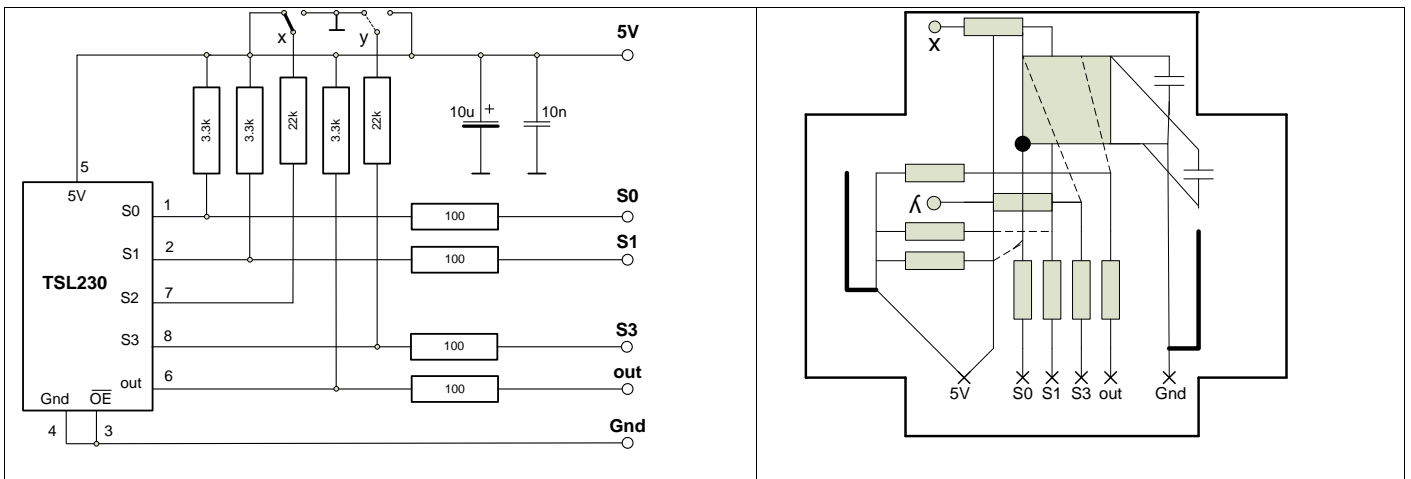 x
y
5V
3.3k
3.3k
22k
3.3k
22k
10u
+
10n
5
5V
S0
1
100
S0
S1
2
100
S1
TSL230
S2
7
S3
8
100
S3
out
6
100
out
Gnd
OE
4
3
Gnd
x
y
5V
S0
S1
S3
out
Gnd